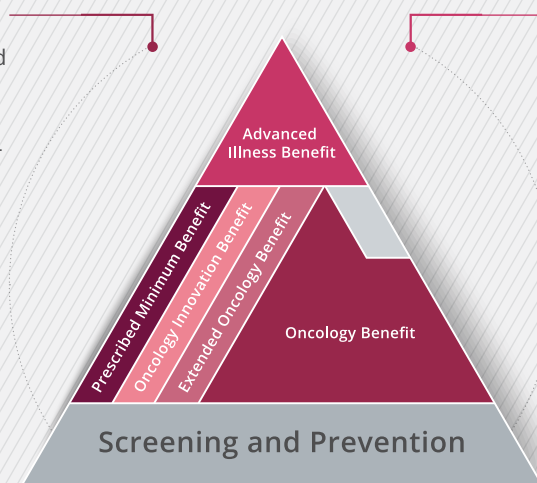 Advanced
Illness Benefit
Prescribed Minimum Benefit
Oncology Innovation Benefit
Extended Oncology Benefit
Oncology Benefit
Screening and Prevention